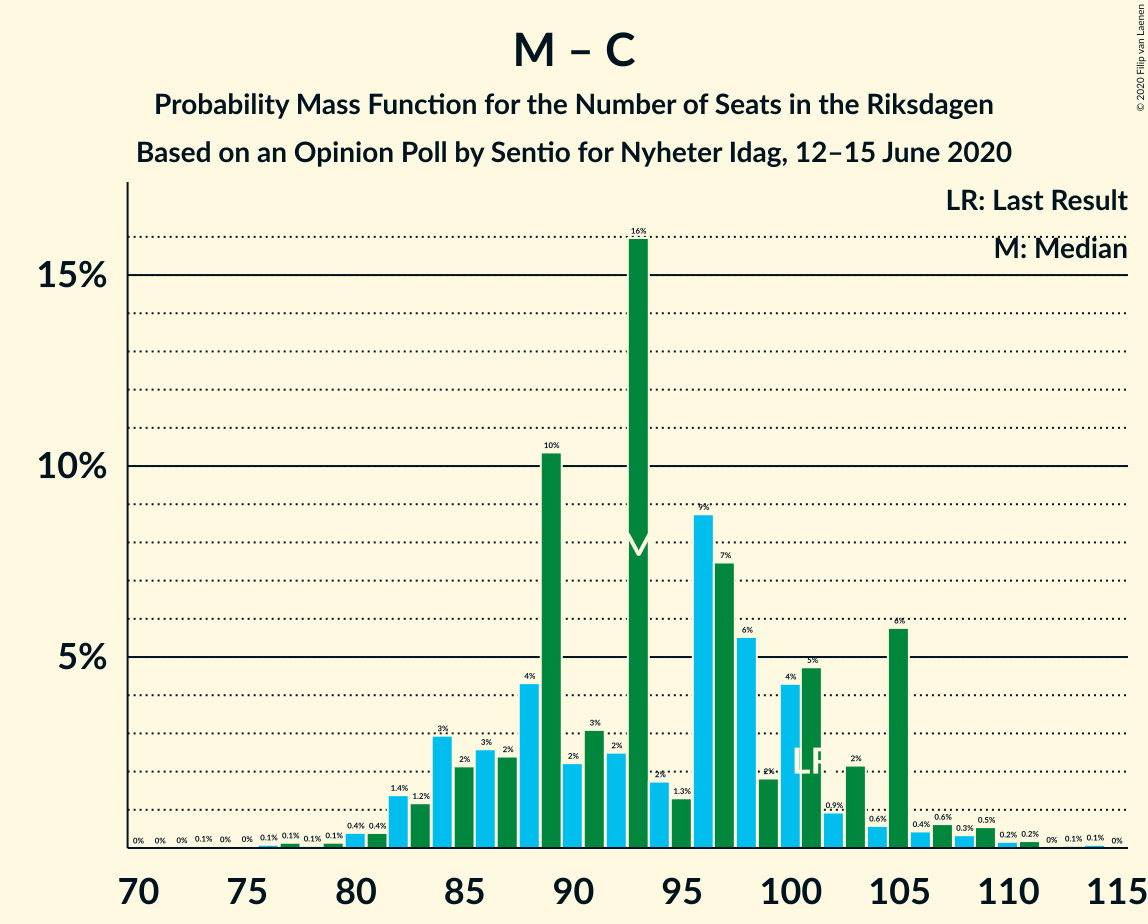 M – C
Probability Mass Function for the Number of Seats in the Riksdagen
Based on an Opinion Poll by Sentio for Nyheter Idag, 12–15 June 2020
© 2020 Filip van Laenen
LR: Last Result
M: Median
15%
10%
5%
0% 0% 0% 0.1% 0% 0% 0.1% 0.1% 0.1% 0.1% 0.4% 0.4% 1.4% 1.2% 3% 2% 3% 2% 4% 10% 2% 3% 2% 16% 2% 1.3% 9% 7% 6% 2% 4% 5% 0.9% 2% 0.6% 6% 0.4% 0.6% 0.3% 0.5% 0.2% 0.2% 0% 0.1% 0.1% 0%
M
LR
70 75 80 85 90 95 100 105 110 115